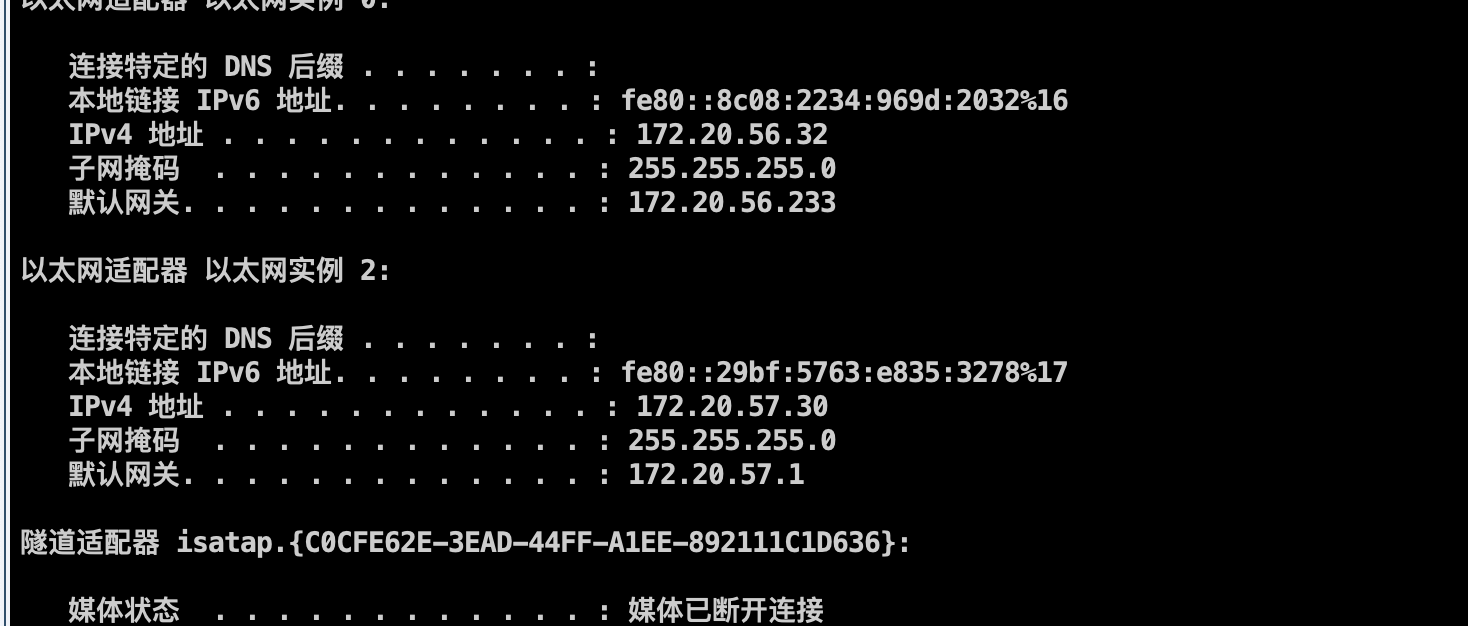 以太网适配器 以太网实例 0:
连接特定的 DNS 后缀 . . . . . . . :
本地链接 IPv6 地址. . . . . . . . : fe80::8c08:2234:969d:2032%16
IPv4 地址 . . . . . . . . . . . . : 172.20.56.32
子网掩码  . . . . . . . . . . . . : 255.255.255.0
默认网关. . . . . . . . . . . . . : 172.20.56.233
以太网适配器 以太网实例 2:
连接特定的 DNS 后缀 . . . . . . . :
本地链接 IPv6 地址. . . . . . . . : fe80::29bf:5763:e835:3278%17
IPv4 地址 . . . . . . . . . . . . : 172.20.57.30
子网掩码  . . . . . . . . . . . . : 255.255.255.0
默认网关. . . . . . . . . . . . . : 172.20.57.1
隧道适配器 isatap.{C0CFE62E-3EAD-44FF-A1EE-892111C1D636}:
媒体状态  . . . . . . . . . . . . : 媒体已断开连接